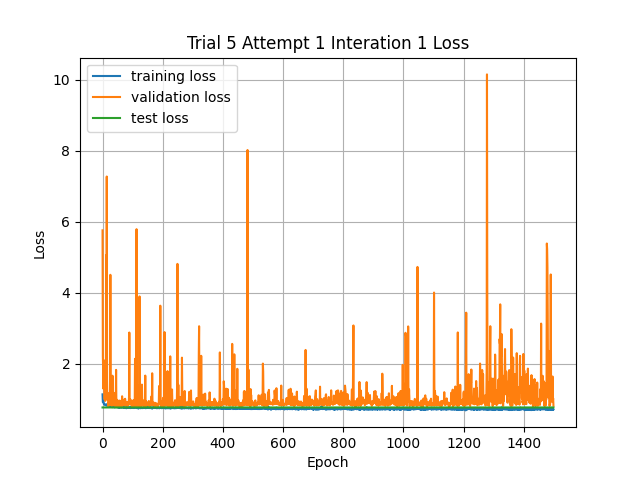 Trial 5 Attempt 1 Interation 1 Loss
training loss
validation loss
test loss
Loss
10
8
6
4
2
0 200 400 600 800 1000 1200 1400
Epoch